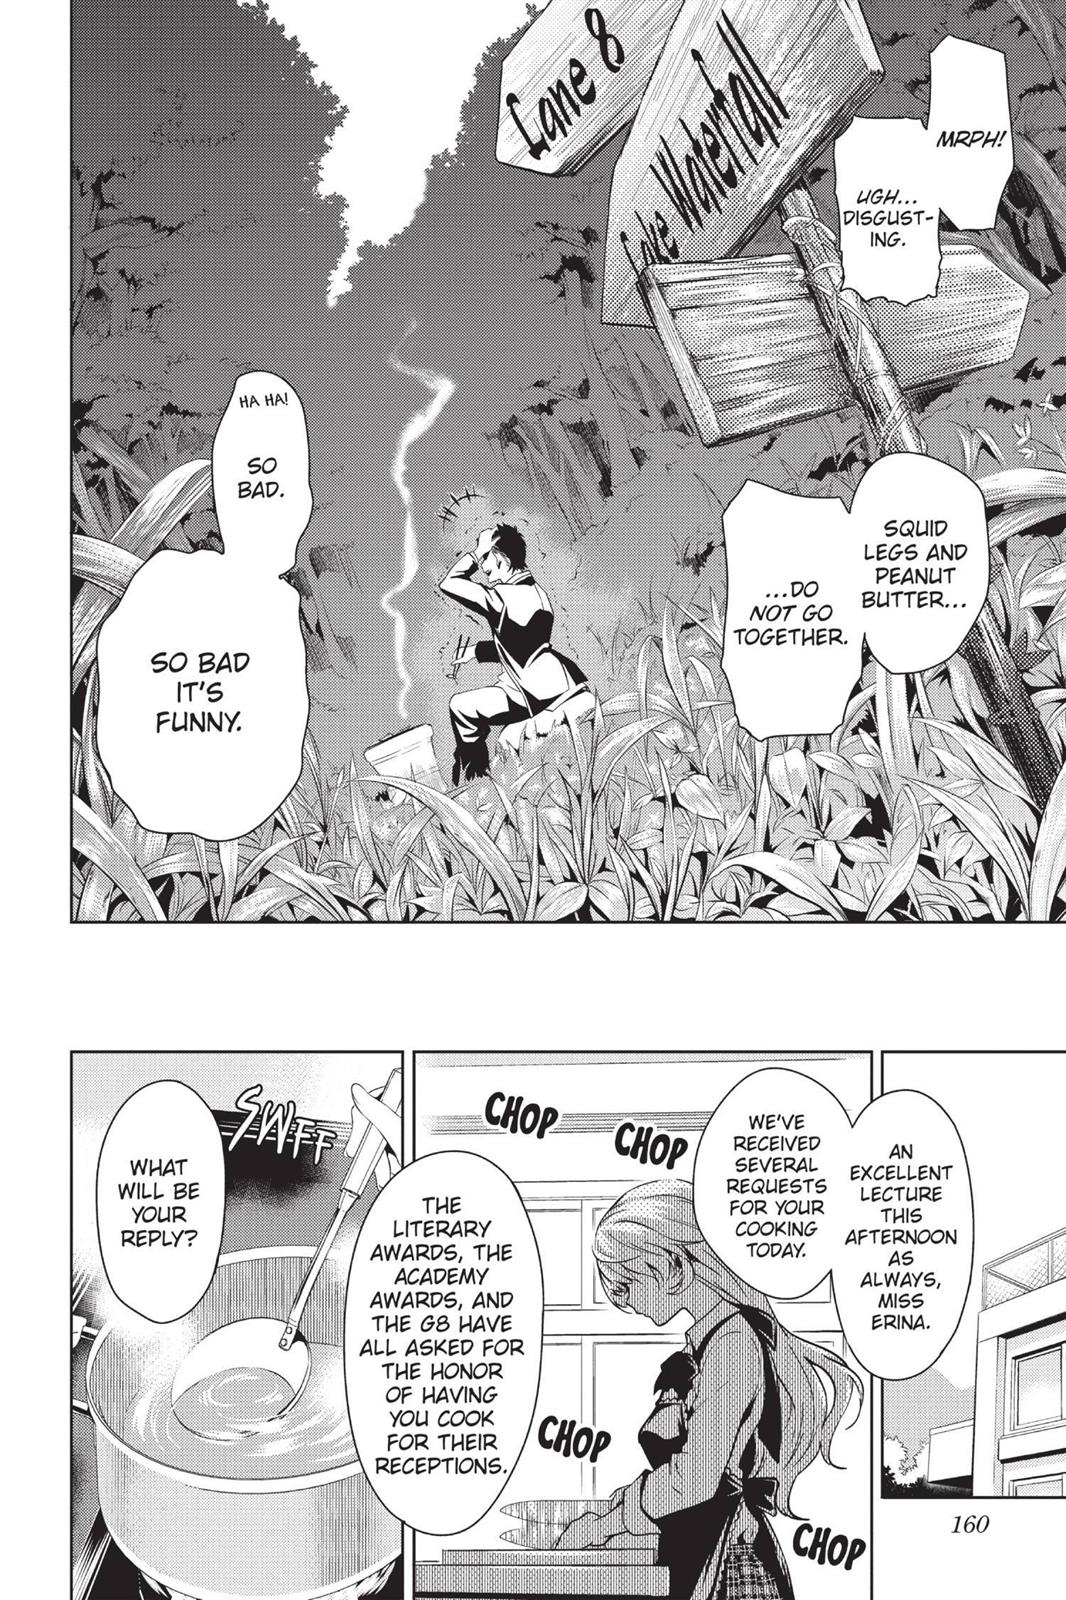 Lane 8
Lake Waterfall
MRPH!
UGH...
DISGUST-
ING.
SQUID
LEGS AND
PEANUT
BUTTER...
...DO
NOT GO
TOGETHER.
HA HA!
SO
BAD.
SO BAD
IT'S
FUNNY.
AN
EXCELLENT
LECTURE THIS
AFTERNOON
AS
ALWAYS,
MISS
ERINA.
WE'VE
RECEIVED
SEVERAL
REQUESTS
FOR YOUR
COOKING
TODAY.
CHOP
CHOP
CHOP
CHOP
THE
LITERARY
AWARDS, THE
ACADEMY
AWARDS, AND
THE G8 HAVE
ALL ASKED FOR
THE HONOR
OF HAVING
YOU COOK
FOR THEIR
RECEPTIONS.
SWFF
WHAT
WILL BE
YOUR
REPLY?
160